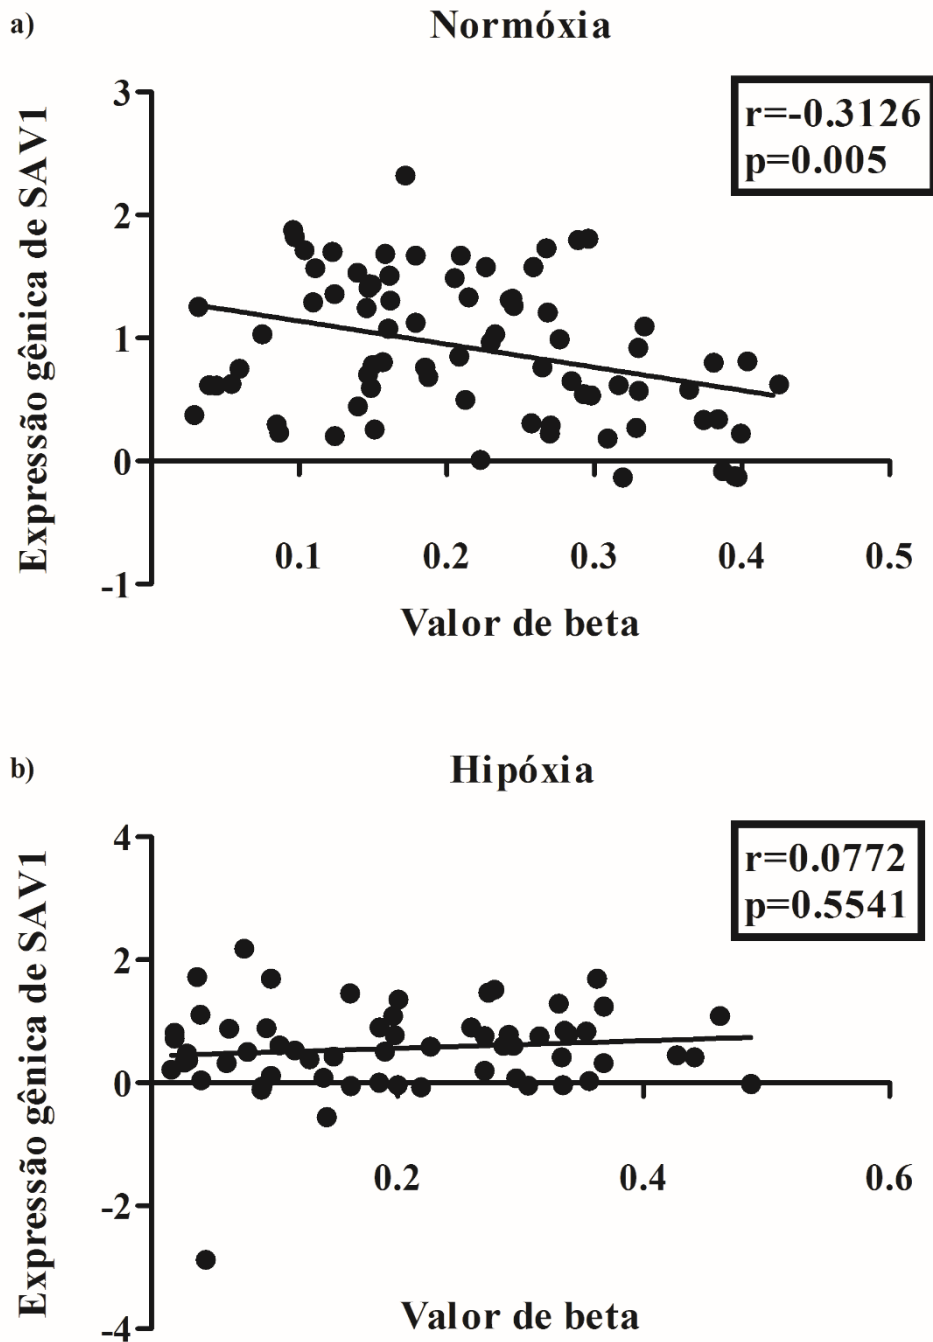 a)
Normóxia
Expressão gênica de SAV1
3
2
1
0
-1
r=-0.3126
p=0.005
0.1 0.2 0.3 0.4 0.5
Valor de beta
b)
Hipóxia
Expressão gênica de SAV1
4
2
0
-2
-4
r=0.0772
p=0.5541
0.2 0.4 0.6
Valor de beta